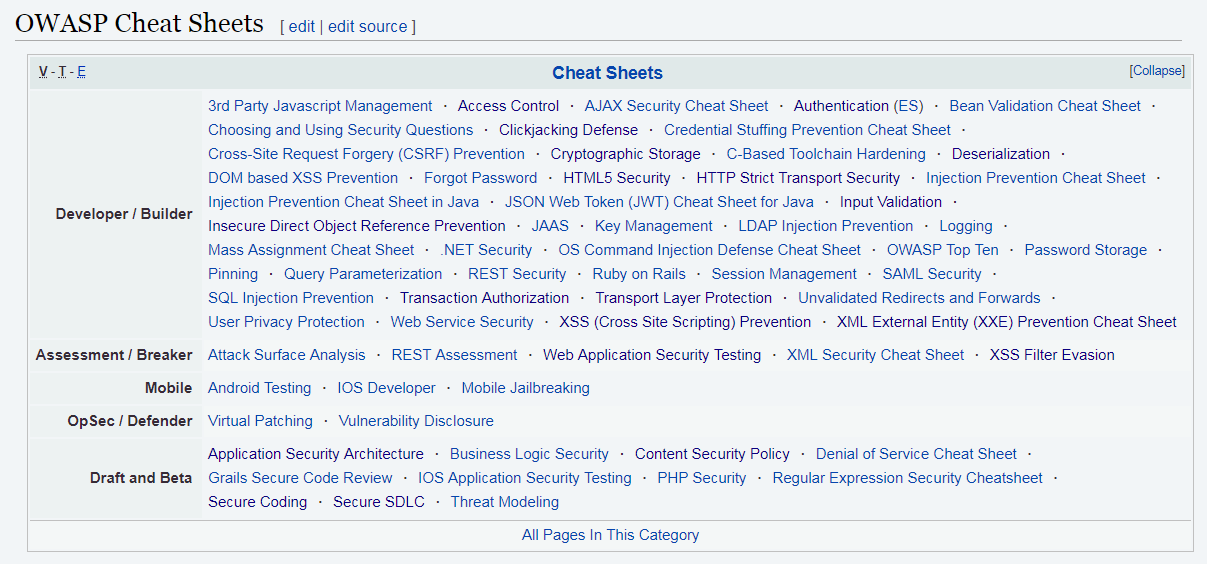 OWASP Cheat Sheets [ edit | edit source ]
V - T - E Cheat Sheets [Collapse]
3rd Party Javascript Management · Access Control · AJAX Security Cheat Sheet · Authentication (ES) · Bean Validation Cheat Sheet ·
Choosing and Using Security Questions · Clickjacking Defense · Credential Stuffing Prevention Cheat Sheet ·
Cross-Site Request Forgery (CSRF) Prevention · Cryptographic Storage · C-Based Toolchain Hardening · Deserialization ·
DOM based XSS Prevention · Forgot Password · HTML5 Security · HTTP Strict Transport Security · Injection Prevention Cheat Sheet ·
Injection Prevention Cheat Sheet in Java · JSON Web Token (JWT) Cheat Sheet for Java · Input Validation ·
Developer / Builder
Insecure Direct Object Reference Prevention · JAAS · Key Management · LDAP Injection Prevention · Logging ·
Mass Assignment Cheat Sheet · .NET Security · OS Command Injection Defense Cheat Sheet · OWASP Top Ten · Password Storage ·
Pinning · Query Parameterization · REST Security · Ruby on Rails · Session Management · SAML Security ·
SQL Injection Prevention · Transaction Authorization · Transport Layer Protection · Unvalidated Redirects and Forwards ·
User Privacy Protection · Web Service Security · XSS (Cross Site Scripting) Prevention · XML External Entity (XXE) Prevention Cheat Sheet
Assessment / Breaker Attack Surface Analysis · REST Assessment · Web Application Security Testing · XML Security Cheat Sheet · XSS Filter Evasion
Mobile Android Testing · IOS Developer · Mobile Jailbreaking
OpSec / Defender Virtual Patching · Vulnerability Disclosure
Application Security Architecture · Business Logic Security · Content Security Policy · Denial of Service Cheat Sheet ·
Draft and Beta Grails Secure Code Review · IOS Application Security Testing · PHP Security · Regular Expression Security Cheatsheet ·
Secure Coding · Secure SDLC · Threat Modeling
All Pages In This Category